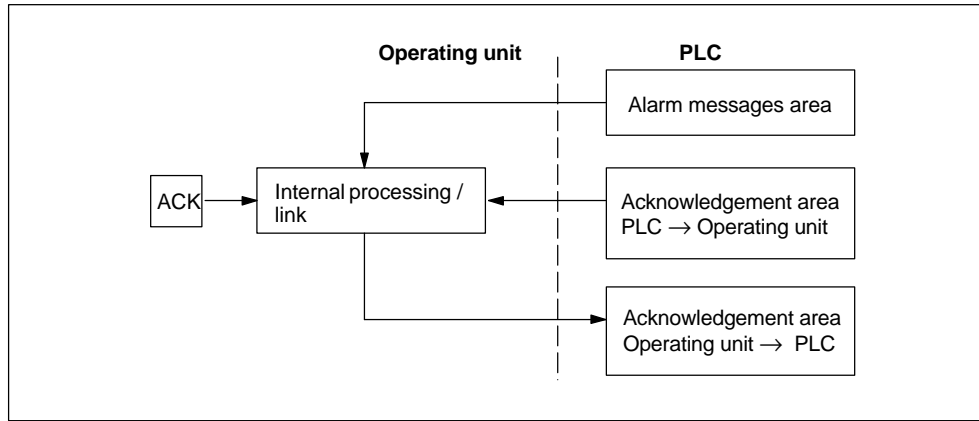 Operating unit
PLC
Alarm messages area
ACK
Internal processing /
link
Acknowledgement area
PLC → Operating unit
Acknowledgement area
Operating unit → PLC